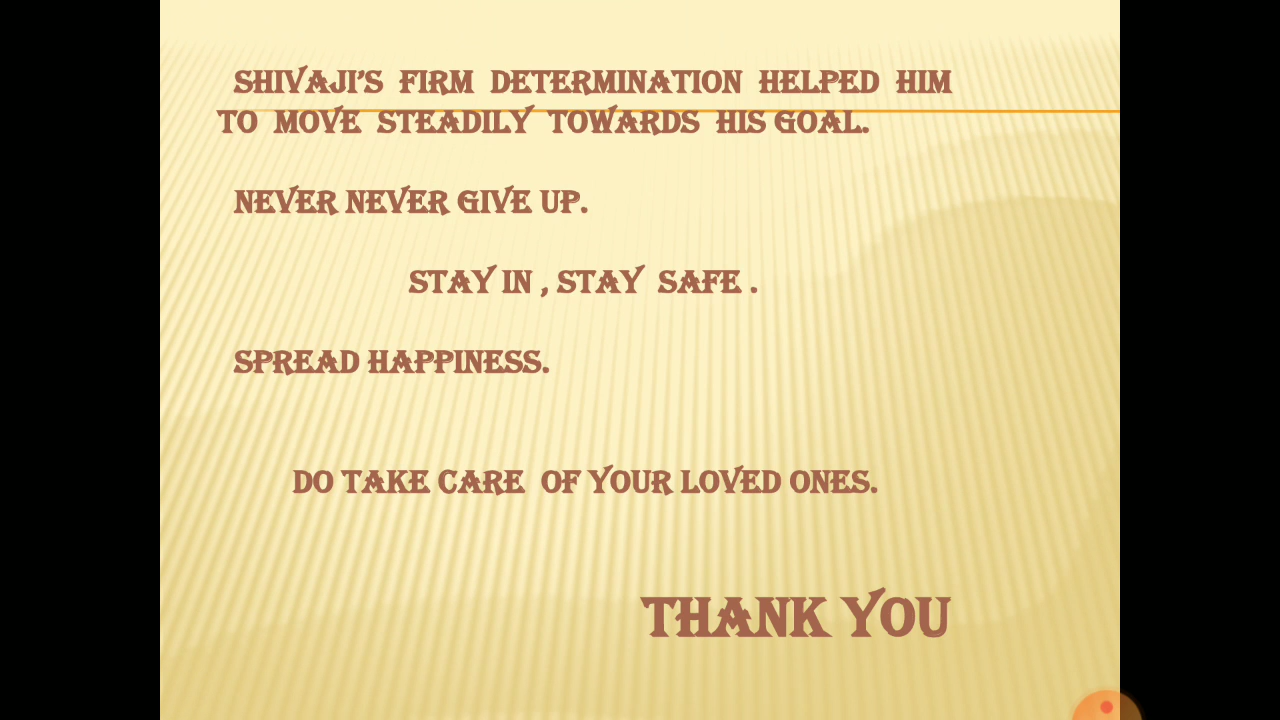 SHIVAJI'S FIRM DETERMINATION HELPED HIM
TO MOVE STEADILY TOWARDS HIS GOAL.
NEVER NEVER GIVE UP.
STAY IN , STAY SAFE .
SPREAD HAPPINESS.
DO TAKE CARE OF YOUR LOVED ONES.
THANK YOU